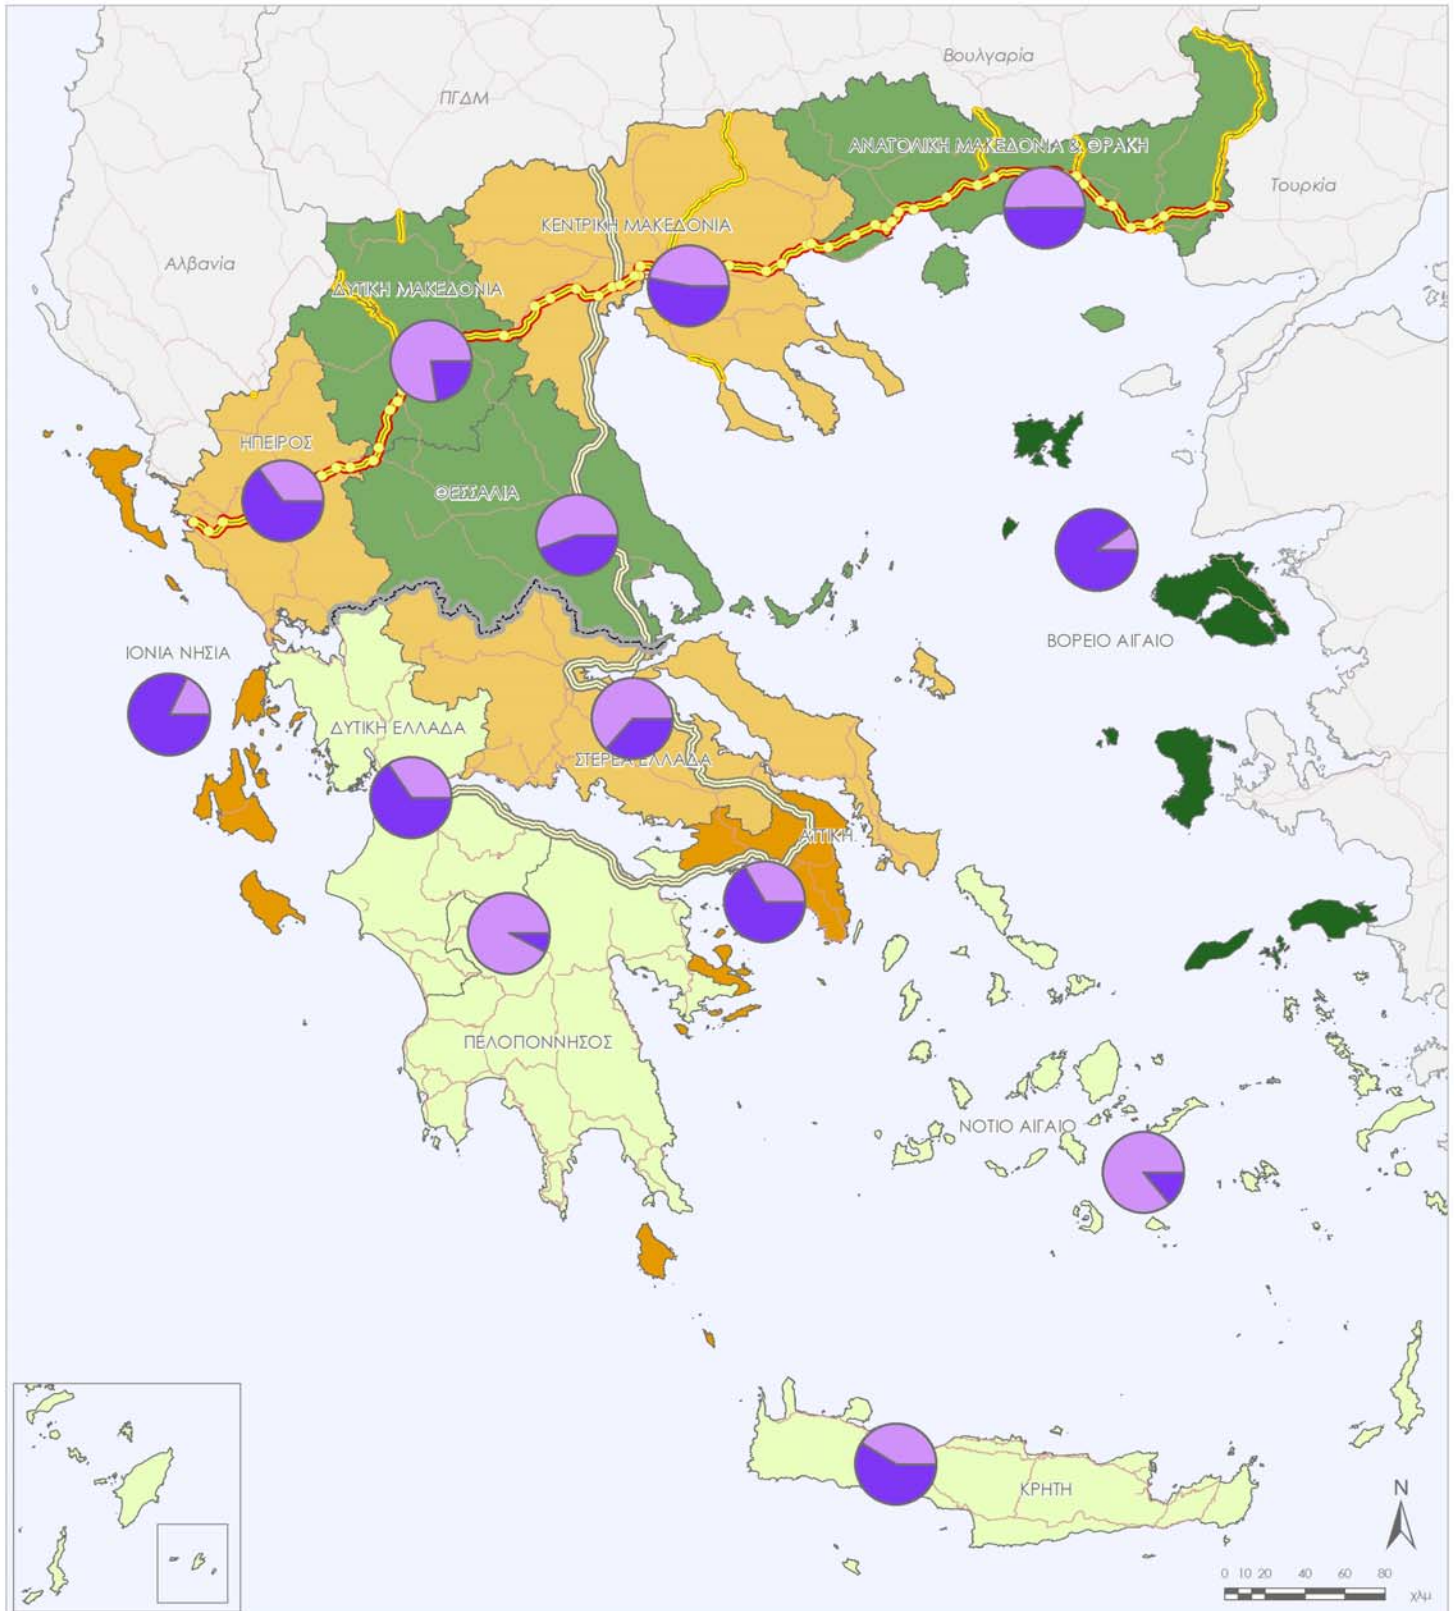 Βουλγαρία
ΠΓΔΜ
ΑΝΑΤΟΛΙΚΗ ΜΑΚΕΔΟΝΙΑ & ΘΡΑΚΗ
Τουρκία
ΚΕΝΤΡΙΚΗ ΜΑΚΕΔΟΝΙΑ
Αλβανία
ΔΥΤΙΚΗ ΜΑΚΕΔΟΝΙΑ
ΗΠΕΙΡΟΣ
ΘΕΣΣΑΛΙΑ
ΒΟΡΕΙΟ ΑΙΓΑΙΟ
ΙΟΝΙΑ ΝΗΣΙΑ
ΔΥΤΙΚΗ ΕΛΛΑΔΑ
ΣΤΕΡΕΑ ΕΛΛΑΔΑ
ΑΤΤΙΚΗ
ΠΕΛΟΠΟΝΝΗΣΟΣ
ΝΟΤΙΟ ΑΙΓΑΙΟ
ΚΡΗΤΗ
N
0 10 20 40 60 80
χλμ